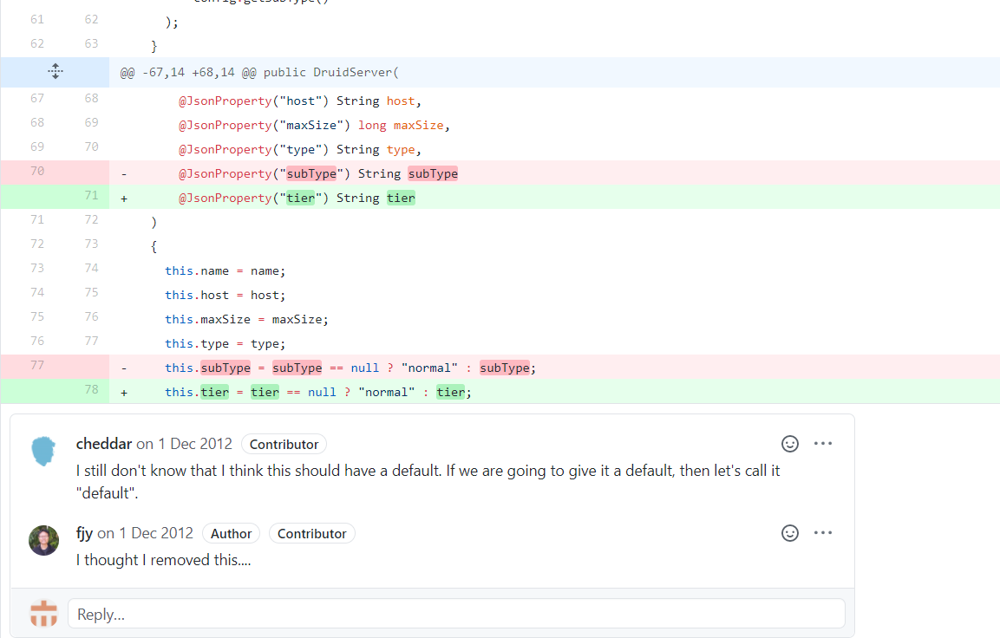 config.getSubType()
61 62 );
62 63 }
@@ -67,14 +68,14 @@ public DruidServer(
67 68 @JsonProperty("host") String host,
68 69 @JsonProperty("maxSize") long maxSize,
69 70 @JsonProperty("type") String type,
70 - @JsonProperty("subType") String subType
71 + @JsonProperty("tier") String tier
71 72 )
72 73 {
73 74 this.name = name;
74 75 this.host = host;
75 76 this.maxSize = maxSize;
76 77 this.type = type;
77 - this.subType = subType == null ? "normal" : subType;
78 + this.tier = tier == null ? "normal" : tier;
cheddar on 1 Dec 2012 Contributor
I still don't know that I think this should have a default. If we are going to give it a default, then let's call it
"default".
fjy on 1 Dec 2012 Author Contributor
I thought I removed this....
Reply...